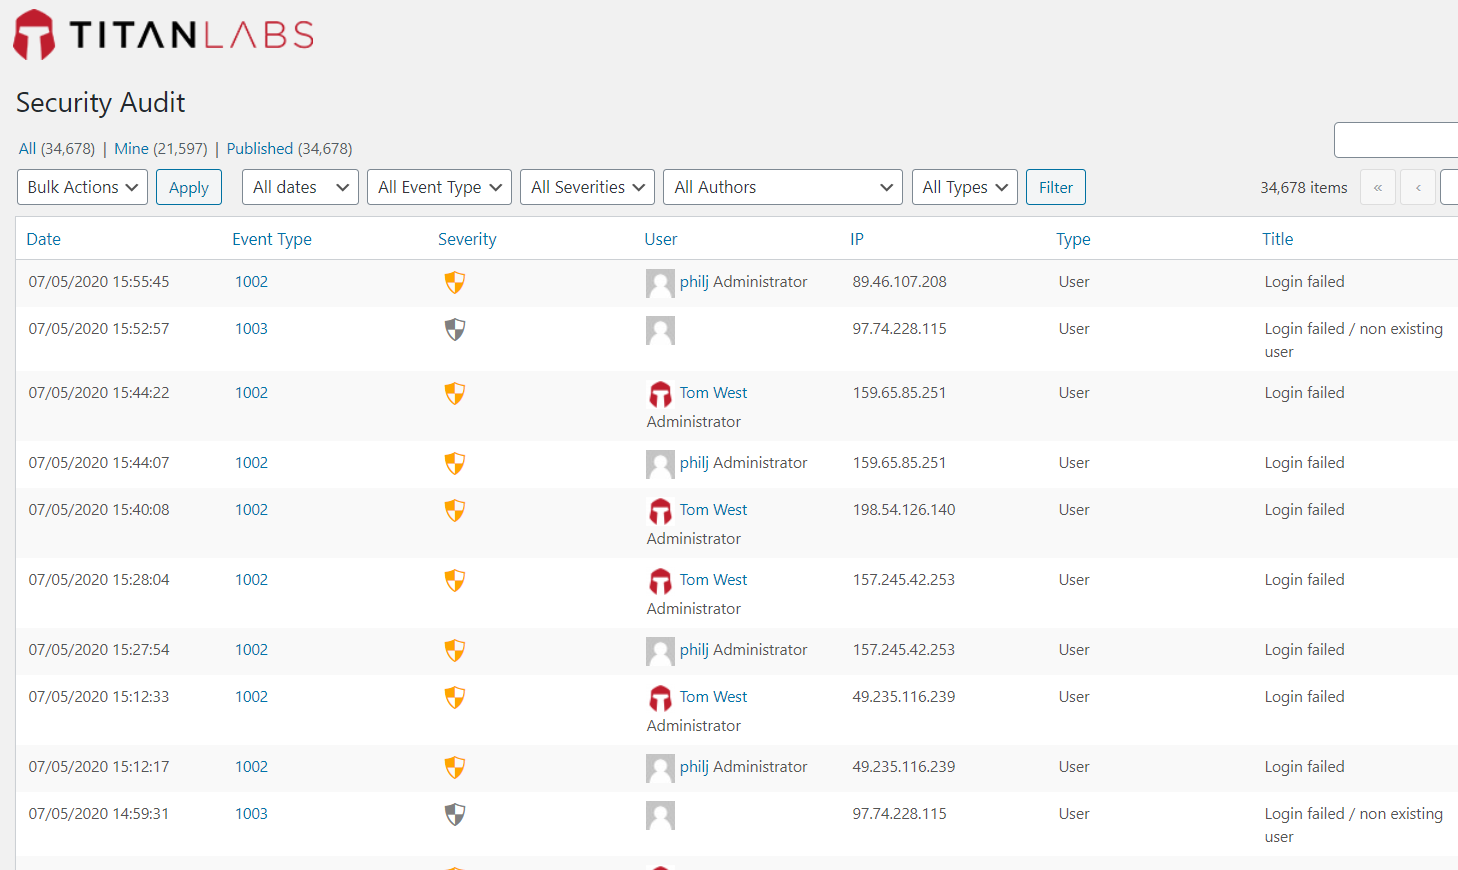 TITANLABS
Security Audit
All (34,678) | Mine (21,597) | Published (34,678)
Bulk Actions Apply All dates All Event Type All Severities All Authors All Types Filter 34,678 items « ‹
Date Event Type Severity User IP Type Title
07/05/2020 15:55:45 1002 philj Administrator 89.46.107.208 User Login failed
07/05/2020 15:52:57 1003 97.74.228.115 User Login failed / non existing
user
07/05/2020 15:44:22 1002 Tom West 159.65.85.251 User Login failed
Administrator
07/05/2020 15:44:07 1002 philj Administrator 159.65.85.251 User Login failed
07/05/2020 15:40:08 1002 Tom West 198.54.126.140 User Login failed
Administrator
07/05/2020 15:28:04 1002 Tom West 157.245.42.253 User Login failed
Administrator
07/05/2020 15:27:54 1002 philj Administrator 157.245.42.253 User Login failed
07/05/2020 15:12:33 1002 Tom West 49.235.116.239 User Login failed
Administrator
07/05/2020 15:12:17 1002 philj Administrator 49.235.116.239 User Login failed
07/05/2020 14:59:31 1003 97.74.228.115 User Login failed / non existing
user